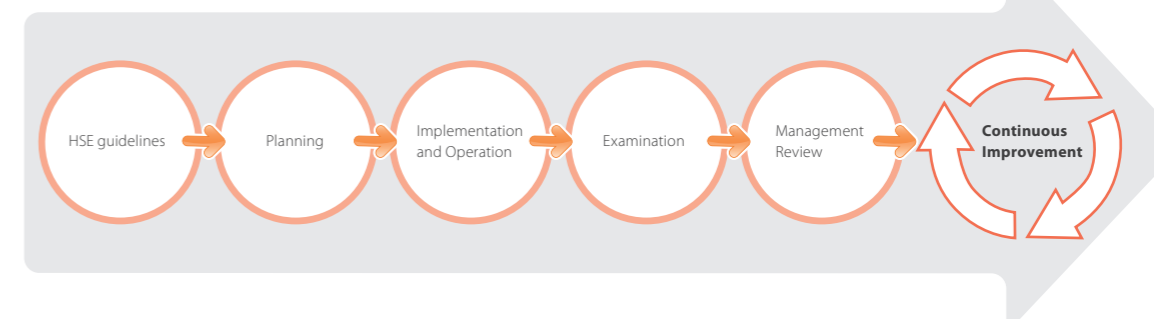 HSE guidelines
Planning
Implementation
and Operation
Examination
Management
Review
Continuous
Improvement